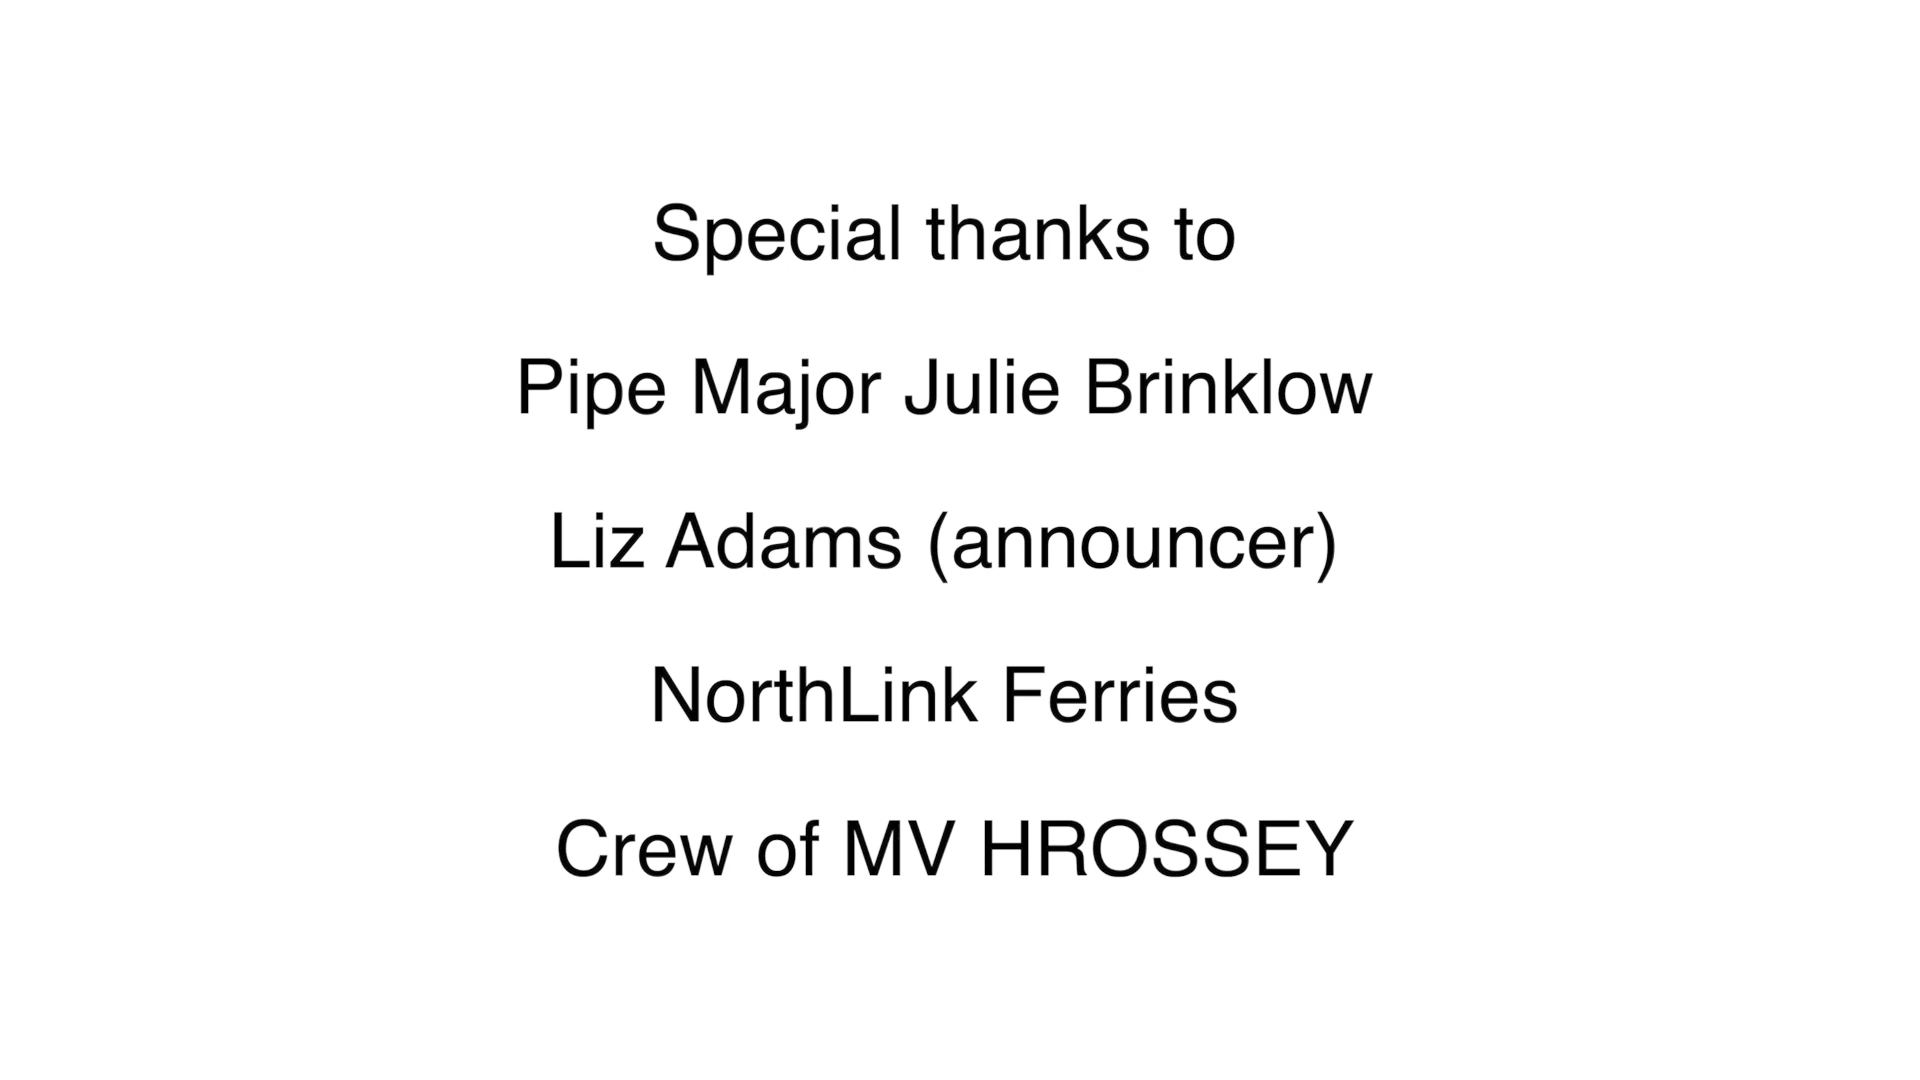 Special thanks to
Pipe Major Julie Brinklow
Liz Adams (announcer)
NorthLink Ferries
Crew of MV HROSSEY